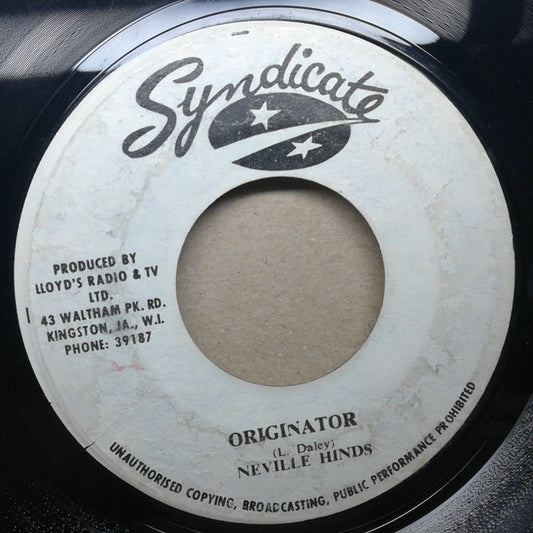 Syndicate
PRODUCED BY
LLOYD'S RADIO & TV
LTD.
43 WALTHAM PK. RD.
KINGSTON, JA., W.I.
PHONE: 39187
ORIGINATOR
(L. Daley)
NEVILLE HINDS
UNAUTHORISED COPYING, BROADCASTING, PUBLIC PERFORMANCE PROHIBITED